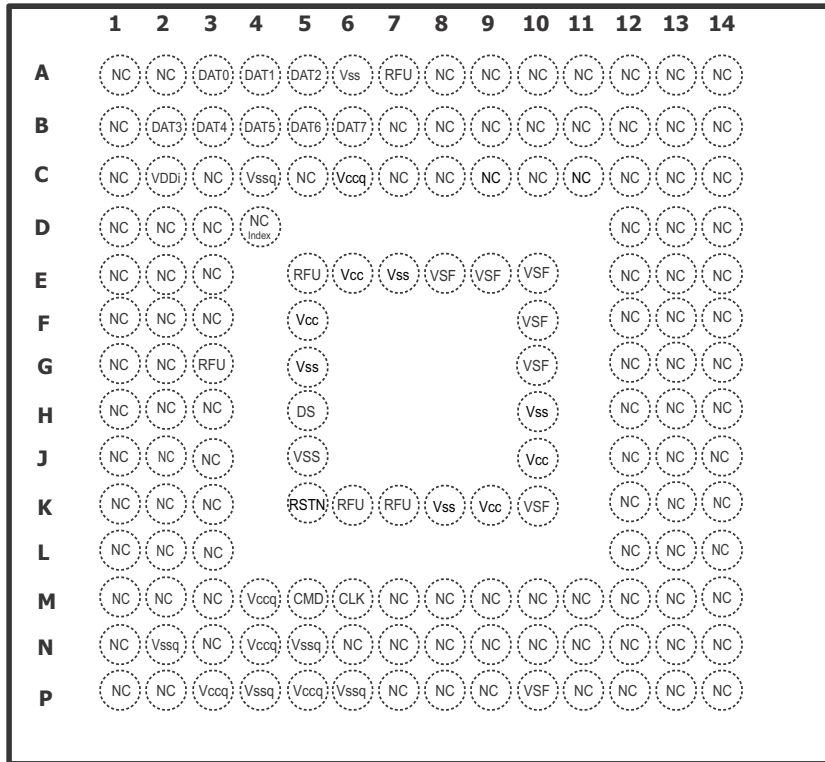 1 2 3 4 5 6 7 8 9 10 11 12 13 14
A NC NC DAT0 DAT1 DAT2 Vss RFU NC NC NC NC NC NC NC
B NC DAT3 DAT4 DAT5 DAT6 DAT7 NC NC NC NC NC NC NC NC
C NC VDDi NC Vssq NC Vccq NC NC NC NC NC NC NC NC
D NC NC NC NC NC NC NC
Index
E NC NC NC RFU Vcc Vss VSF VSF VSF NC NC NC
F NC NC NC Vcc VSF NC NC NC
G NC NC RFU Vss VSF NC NC NC
H NC NC NC DS Vss NC NC NC
J NC NC NC VSS Vcc NC NC NC
K NC NC NC RSTN RFU RFU Vss Vcc VSF NC NC NC
L NC NC NC NC NC NC
M NC NC NC Vccq CMD CLK NC NC NC NC NC NC NC NC
N NC Vssq NC Vccq Vssq NC NC NC NC NC NC NC NC NC
P NC NC Vccq Vssq Vccq Vssq NC NC NC VSF NC NC NC NC